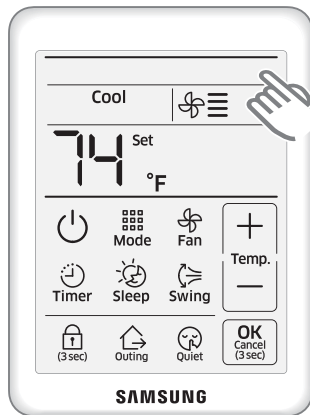 Cool
74 Set
°F
Mode Fan
Temp.
Timer Sleep Swing
(3 sec) Outing Quiet OK
Cancel
(3 sec)
SAMSUNG